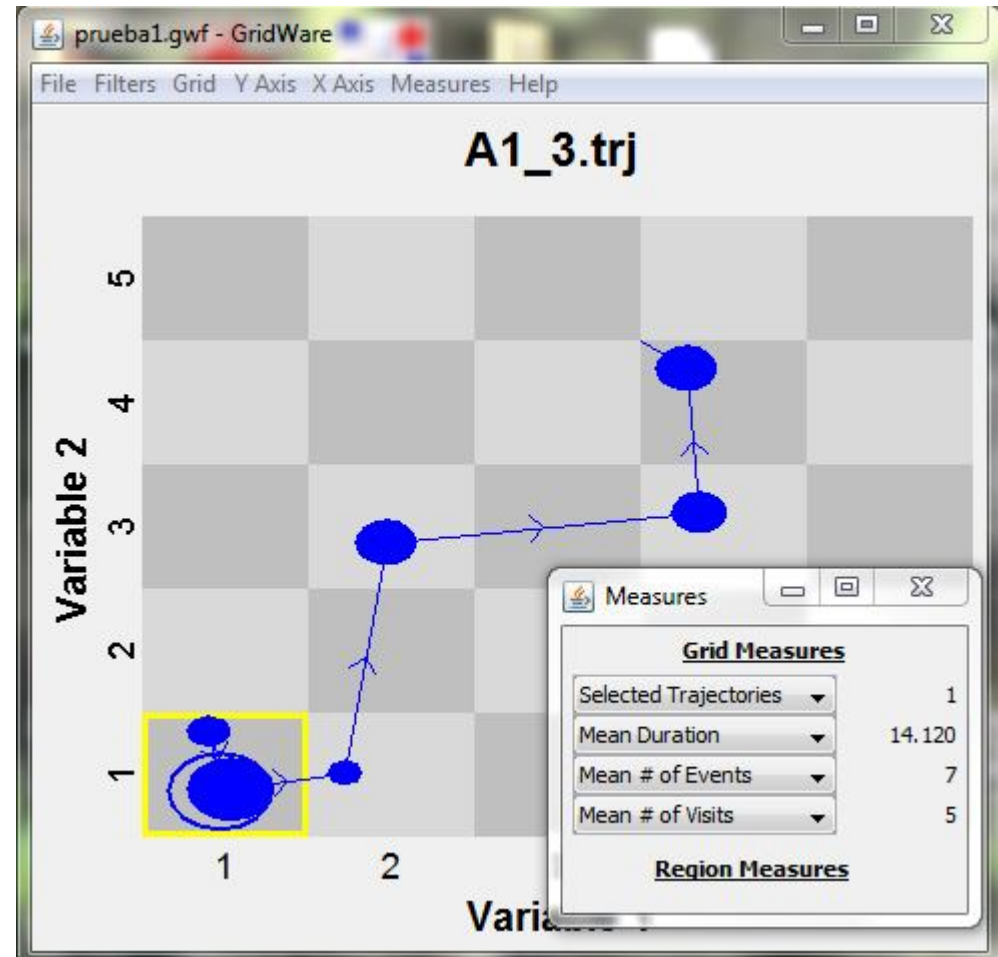 prueba1.gwf - GridWare
File Filters Grid Y Axis X Axis Measures Help
A1_3.trj
5
4
3
2
1
Variable 2
1 2
Measures
Grid Measures
Selected Trajectories 1
Mean Duration 14.120
Mean # of Events 7
Mean # of Visits 5
Region Measures